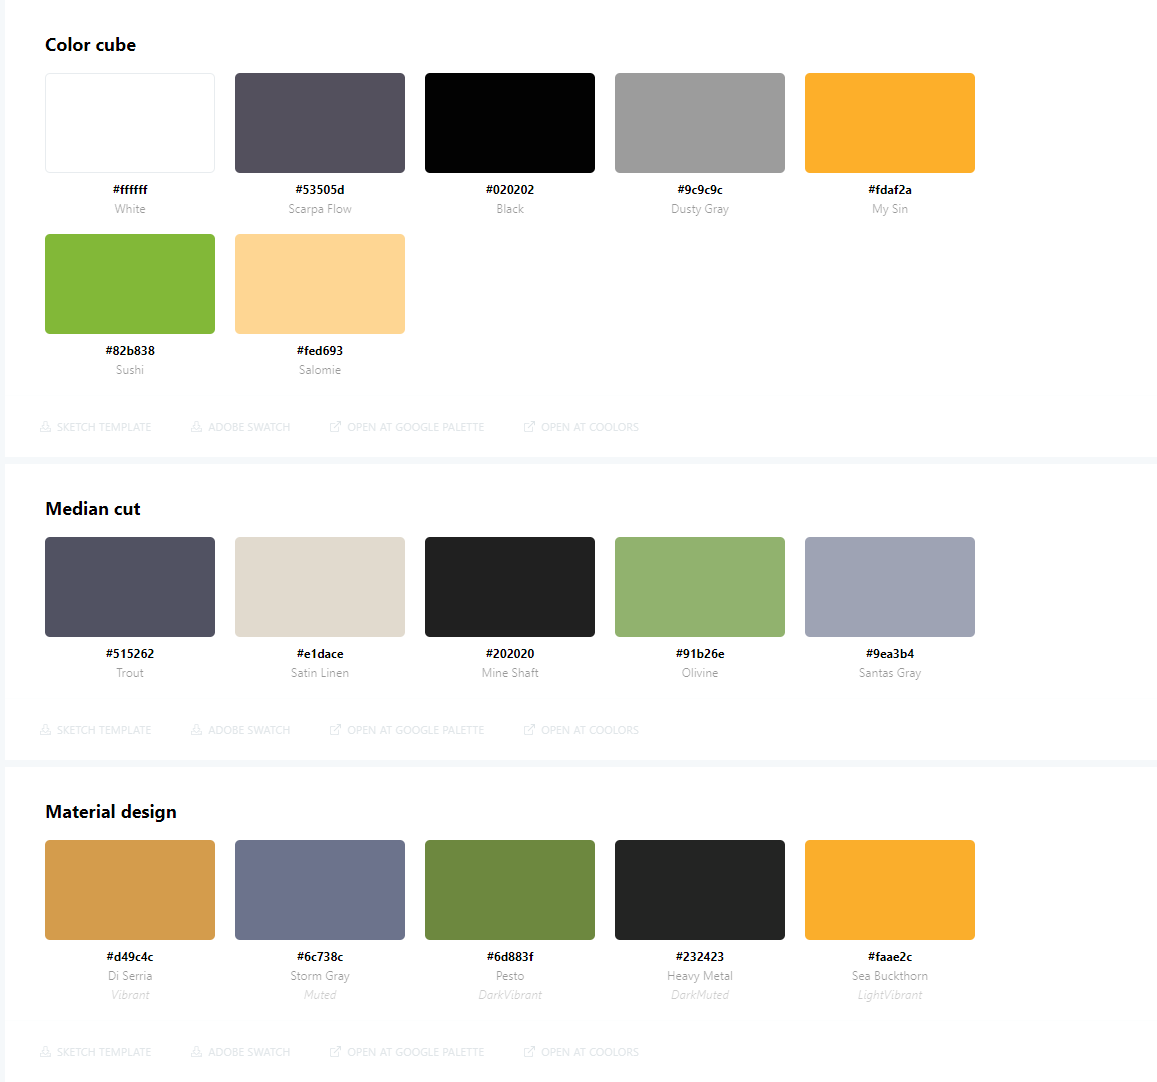 Color cube
#ffffff #53505d #020202 #9c9c9c #fdaf2a
White Scarpa Flow Black Dusty Gray My Sin
#82b838 #fed693
Sushi Salomie
SKETCH TEMPLATE ADOBE SWATCH OPEN AT GOOGLE PALETTE OPEN AT COOLORS
Median cut
#515262 #e1dace #202020 #91b26e #9ea3b4
Trout Satin Linen Mine Shaft Olivine Santas Gray
SKETCH TEMPLATE ADOBE SWATCH OPEN AT GOOGLE PALETTE OPEN AT COOLORS
Material design
#d49c4c #6c738c #6d883f #232423 #faae2c
Di Serria Storm Gray Pesto Heavy Metal Sea Buckthorn
Vibrant Muted DarkVibrant DarkMuted LightVibrant
SKETCH TEMPLATE ADOBE SWATCH OPEN AT GOOGLE PALETTE OPEN AT COOLORS